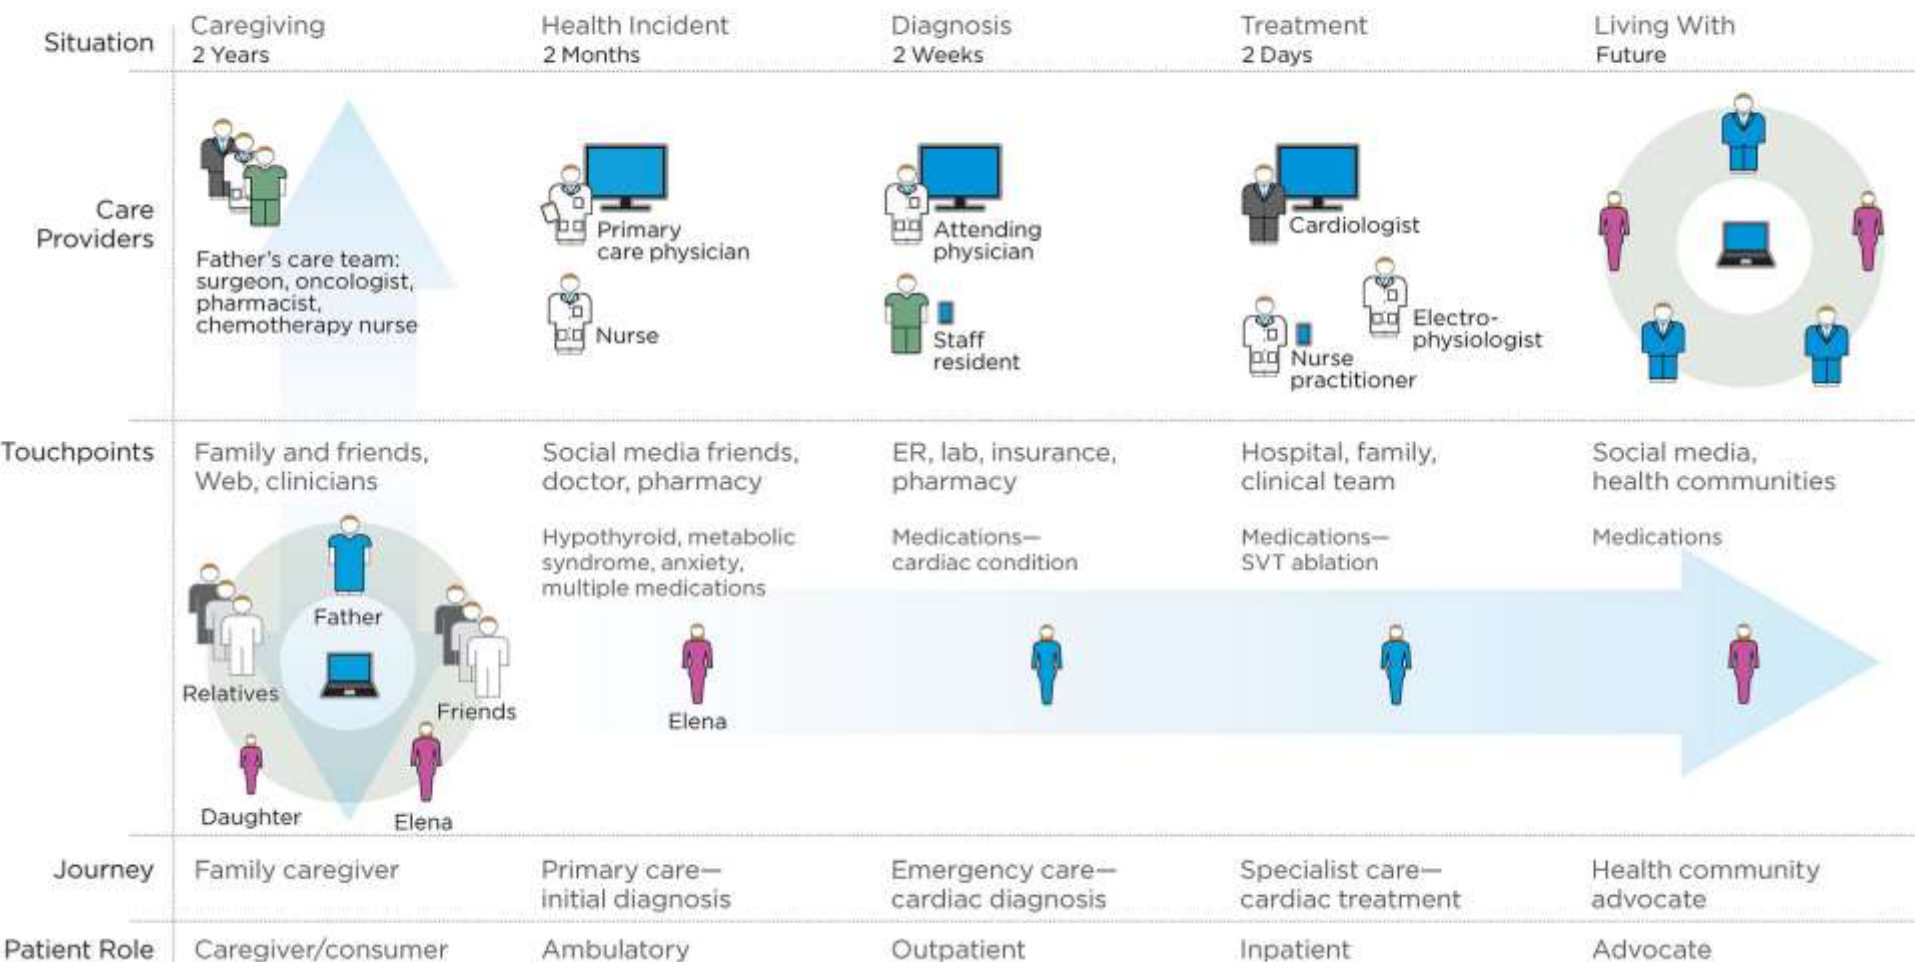 Situation
Caregiving
2 Years
Health Incident
2 Months
Diagnosis
2 Weeks
Treatment
2 Days
Living With
Future
Care
Providers
Father's care team:
surgeon, oncologist,
pharmacist,
chemotherapy nurse
Primary
care physician
Nurse
Attending
physician
Staff
resident
Cardiologist
Electro-
physiologist
Nurse
practitioner
Touchpoints
Family and friends,
Web, clinicians
Father
Relatives
Friends
Daughter
Elena
Social media friends,
doctor, pharmacy
Hypothyroid, metabolic
syndrome, anxiety,
multiple medications
Elena
ER, lab, insurance,
pharmacy
Medications—
cardiac condition
Hospital, family,
clinical team
Medications—
SVT ablation
Social media,
health communities
Medications
Journey
Family caregiver
Primary care—
initial diagnosis
Emergency care—
cardiac diagnosis
Specialist care—
cardiac treatment
Health community
advocate
Patient Role
Caregiver/consumer
Ambulatory
Outpatient
Inpatient
Advocate